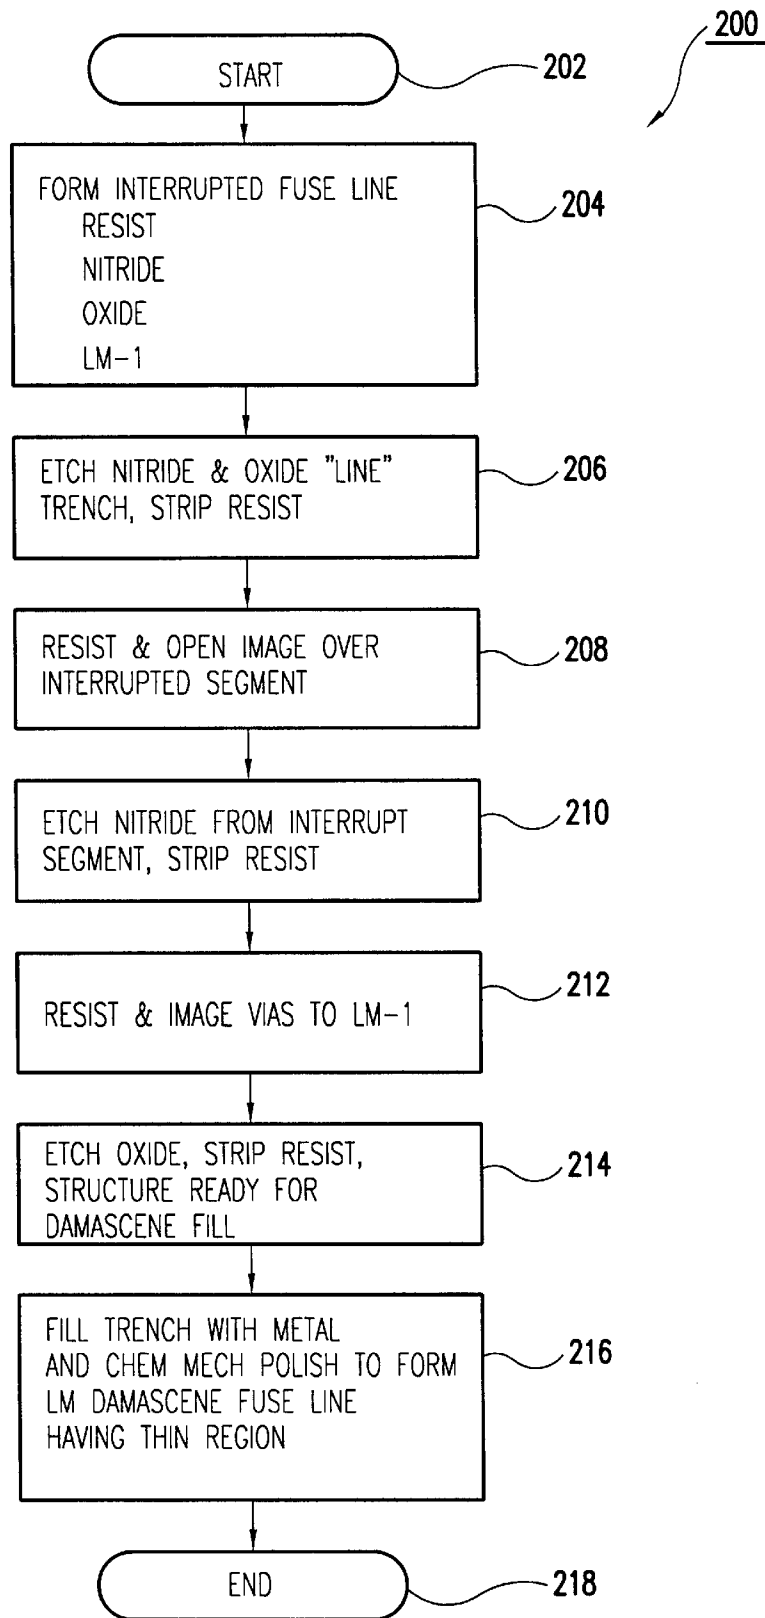 200
START
202
FORM INTERRUPTED FUSE LINE
RESIST
NITRIDE
OXIDE
LM-1
204
ETCH NITRIDE & OXIDE "LINE"
TRENCH, STRIP RESIST
206
RESIST & OPEN IMAGE OVER
INTERRUPTED SEGMENT
208
ETCH NITRIDE FROM INTERRUPT
SEGMENT, STRIP RESIST
210
RESIST & IMAGE VIAS TO LM-1
212
ETCH OXIDE, STRIP RESIST,
STRUCTURE READY FOR
DAMASCENE FILL
214
FILL TRENCH WITH METAL
AND CHEM MECH POLISH TO FORM
LM DAMASCENE FUSE LINE
HAVING THIN REGION
216
END
218